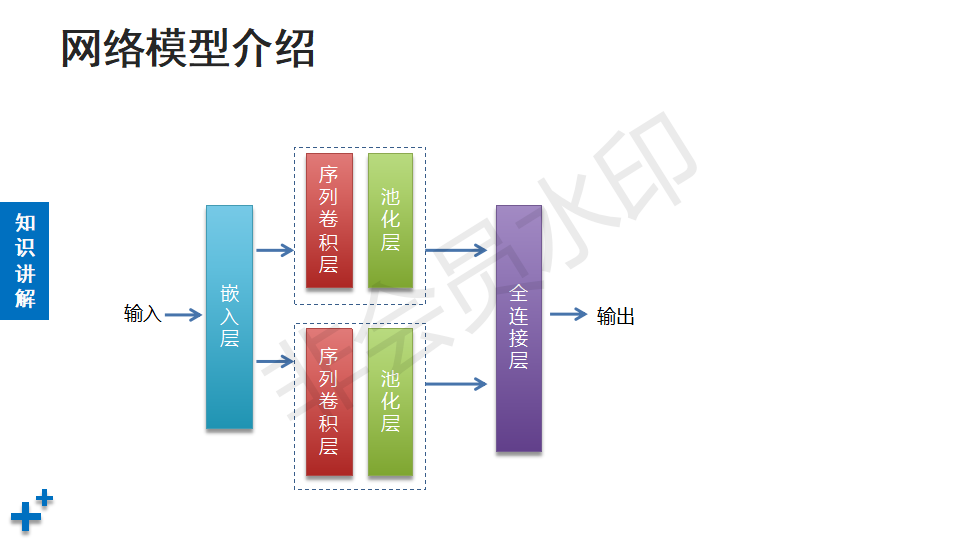 网络模型介绍
知识讲解
输入
嵌入层
序列卷积层
池化层
序列卷积层
池化层
全连接层
输出
非会员水印